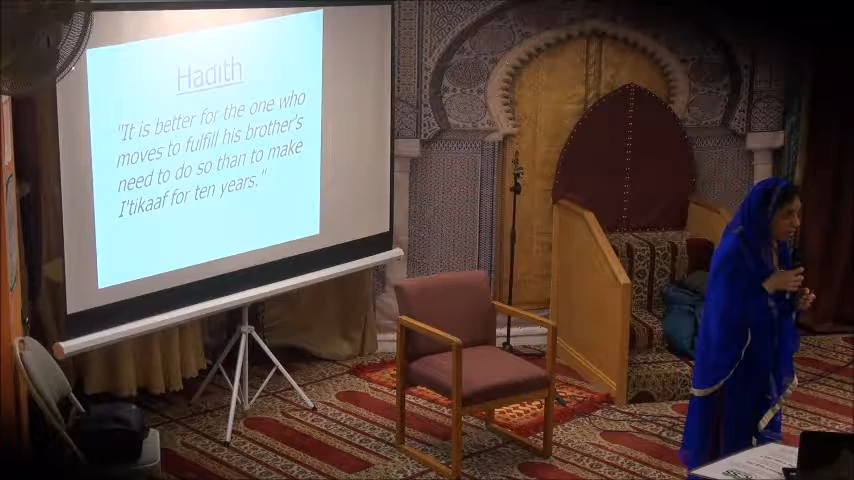 Hadith
"It is better for the one who
moves to fulfill his brother's
need to do so than to make
I'tikaaf for ten years."